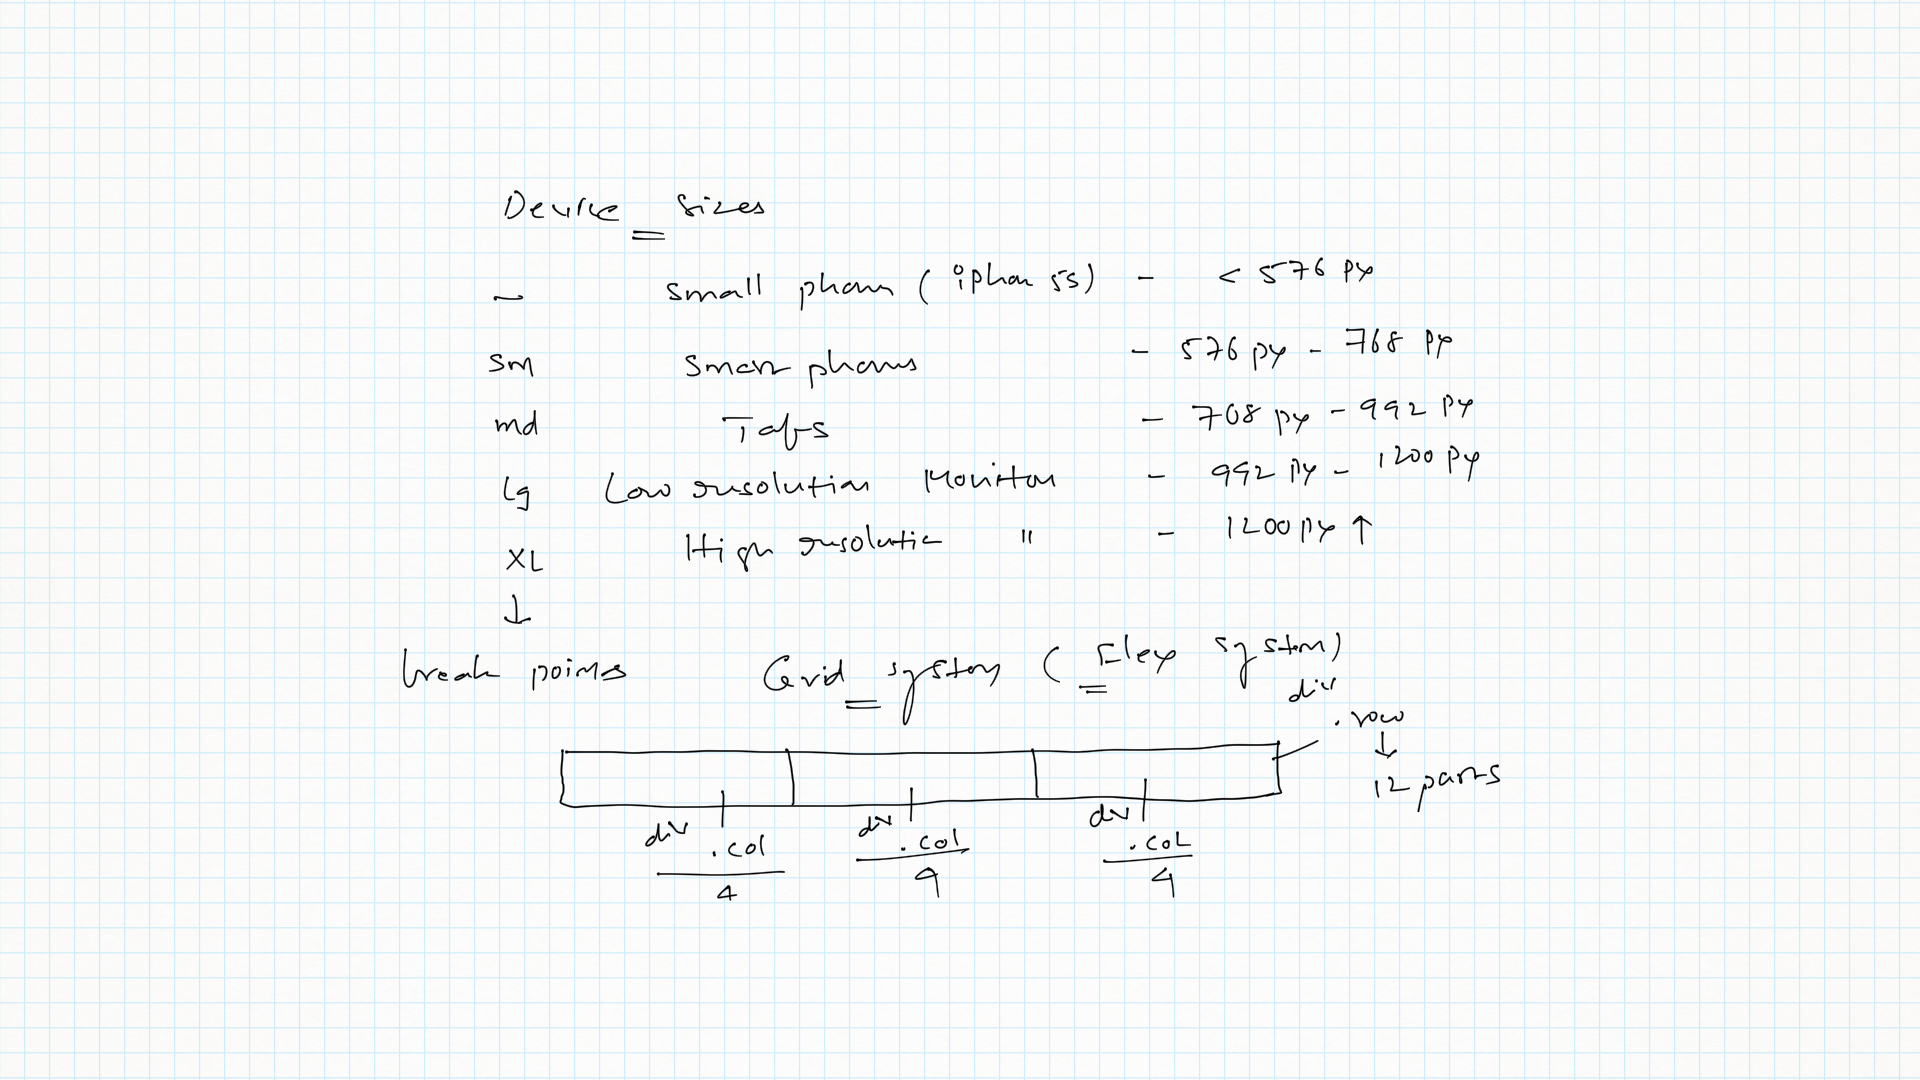 Device sizes
- small phone (iphone 5s) - < 576 px
sm smart phones - 576 px - 768 px
md Tabs - 708 px - 992 px
lg Low resolution Monitor - 992 px - 1200 px
XL High resolution " - 1200 px ↑
↓
break points Grid system (Flex system)
div
.row
↓
12 parts
div .col div .col div .col
4 4 4